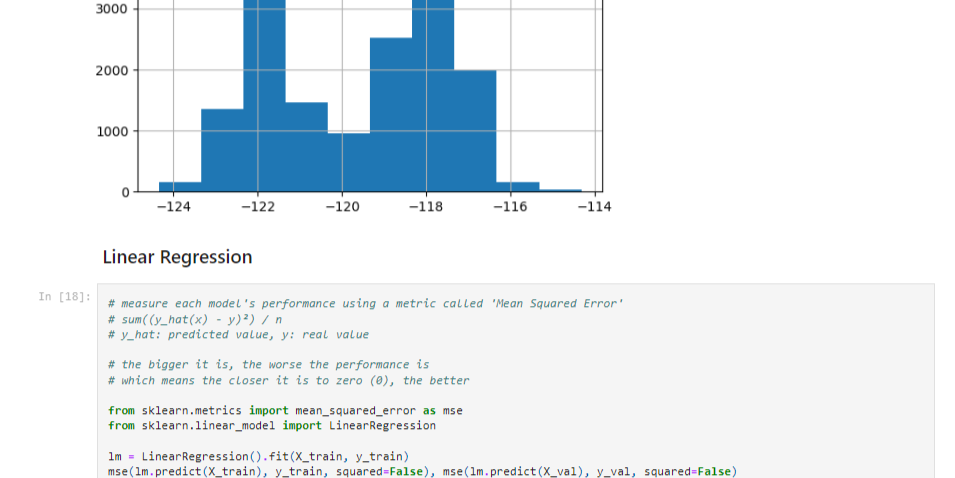 3000
2000
1000
0
−124 −122 −120 −118 −116 −114
Linear Regression
In [18]:
# measure each model's performance using a metric called 'Mean Squared Error'
# sum((y_hat(x) - y)²) / n
# y_hat: predicted value, y: real value
# the bigger it is, the worse the performance is
# which means the closer it is to zero (0), the better
from sklearn.metrics import mean_squared_error as mse
from sklearn.linear_model import LinearRegression
lm = LinearRegression().fit(X_train, y_train)
mse(lm.predict(X_train), y_train, squared=False), mse(lm.predict(X_val), y_val, squared=False)